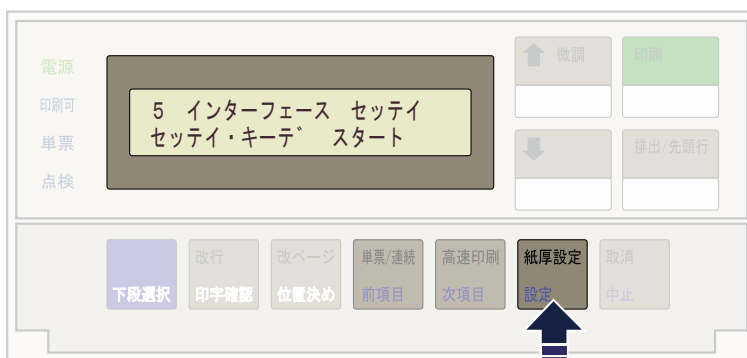 電源
印刷可
単票
点検
5 インターフェース セッテイ
セッテイ・キーデ゛ スタート
微調
印刷
排出/先頭行
下段選択
改行
印字確認
改ページ
位置決め
単票/連続
前項目
高速印刷
次項目
紙厚設定
設定
取消
中止